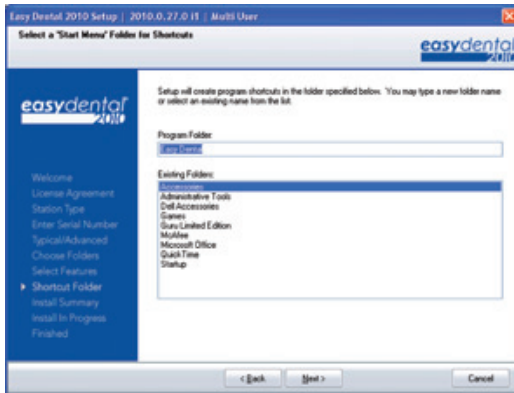 Easy Dental 2010 Setup | 2010.0.27.0 i1 | Multi User
Select a 'Start Menu' Folder for Shortcuts
easydental
2010
easydental
2010
Setup will create program shortcuts in the folder specified below. You may type a new folder name
or select an existing name from the list.
Program Folder:
Easy Dental
Existing Folders:
Accessories
Administrative Tools
Dell Accessories
Games
Guru Limited Edition
McAfee
Microsoft Office
QuickTime
Startup
Welcome
License Agreement
Station Type
Enter Serial Number
Typical/Advanced
Choose Folders
Select Features
Shortcut Folder
Install Summary
Install In Progress
Finished
< Back
Next >
Cancel